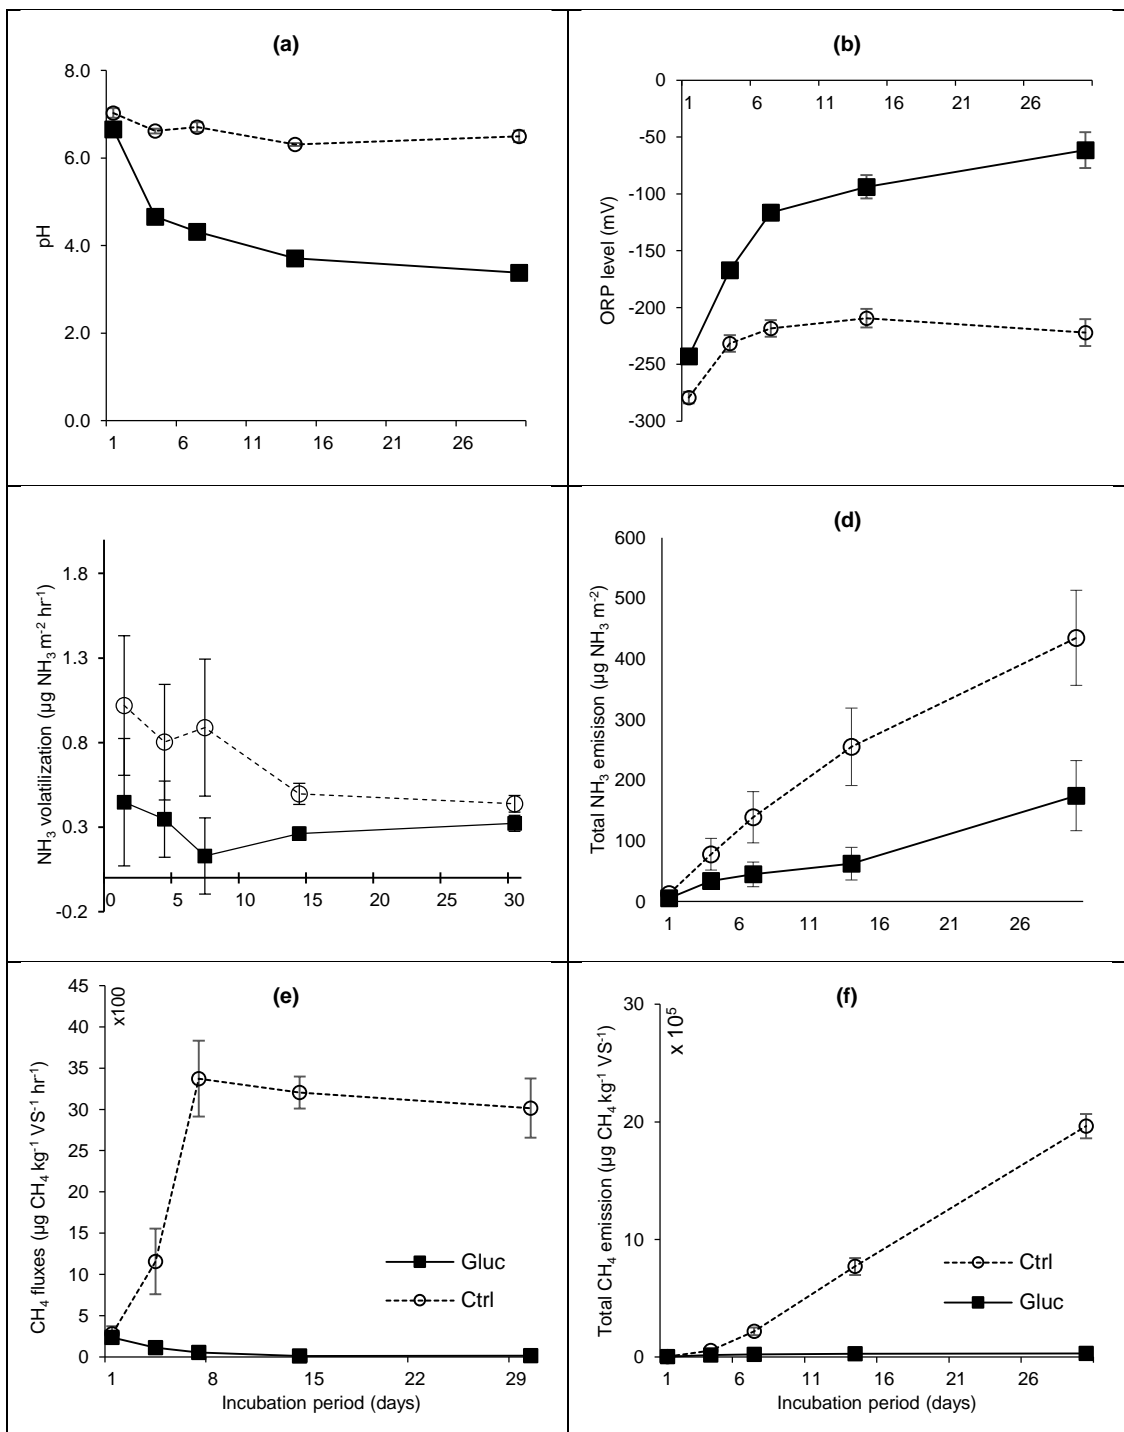 (a)
8.0
6.0
4.0
2.0
0.0
pH
1 6 11 16 21 26
(b)
0
-50
-100
-150
-200
-250
-300
ORP level (mV)
1 6 11 16 21 26
1.8
1.3
0.8
0.3
-0.2
NH₃ volatilization (µg NH₃ m⁻² hr⁻¹)
0 5 10 15 20 25 30
(d)
600
500
400
300
200
100
0
Total NH₃ emisison (µg NH₃ m⁻²)
1 6 11 16 21 26
(e)
x100
45
40
35
30
25
20
15
10
5
0
CH₄ fluxes (µg CH₄ kg⁻¹ VS⁻¹ hr⁻¹)
Gluc
Ctrl
1 8 15 22 29
Incubation period (days)
(f)
x 10⁵
30
20
10
0
Total CH₄ emission (µg CH₄ kg⁻¹ VS⁻¹)
Ctrl
Gluc
1 6 11 16 21 26
Incubation period (days)